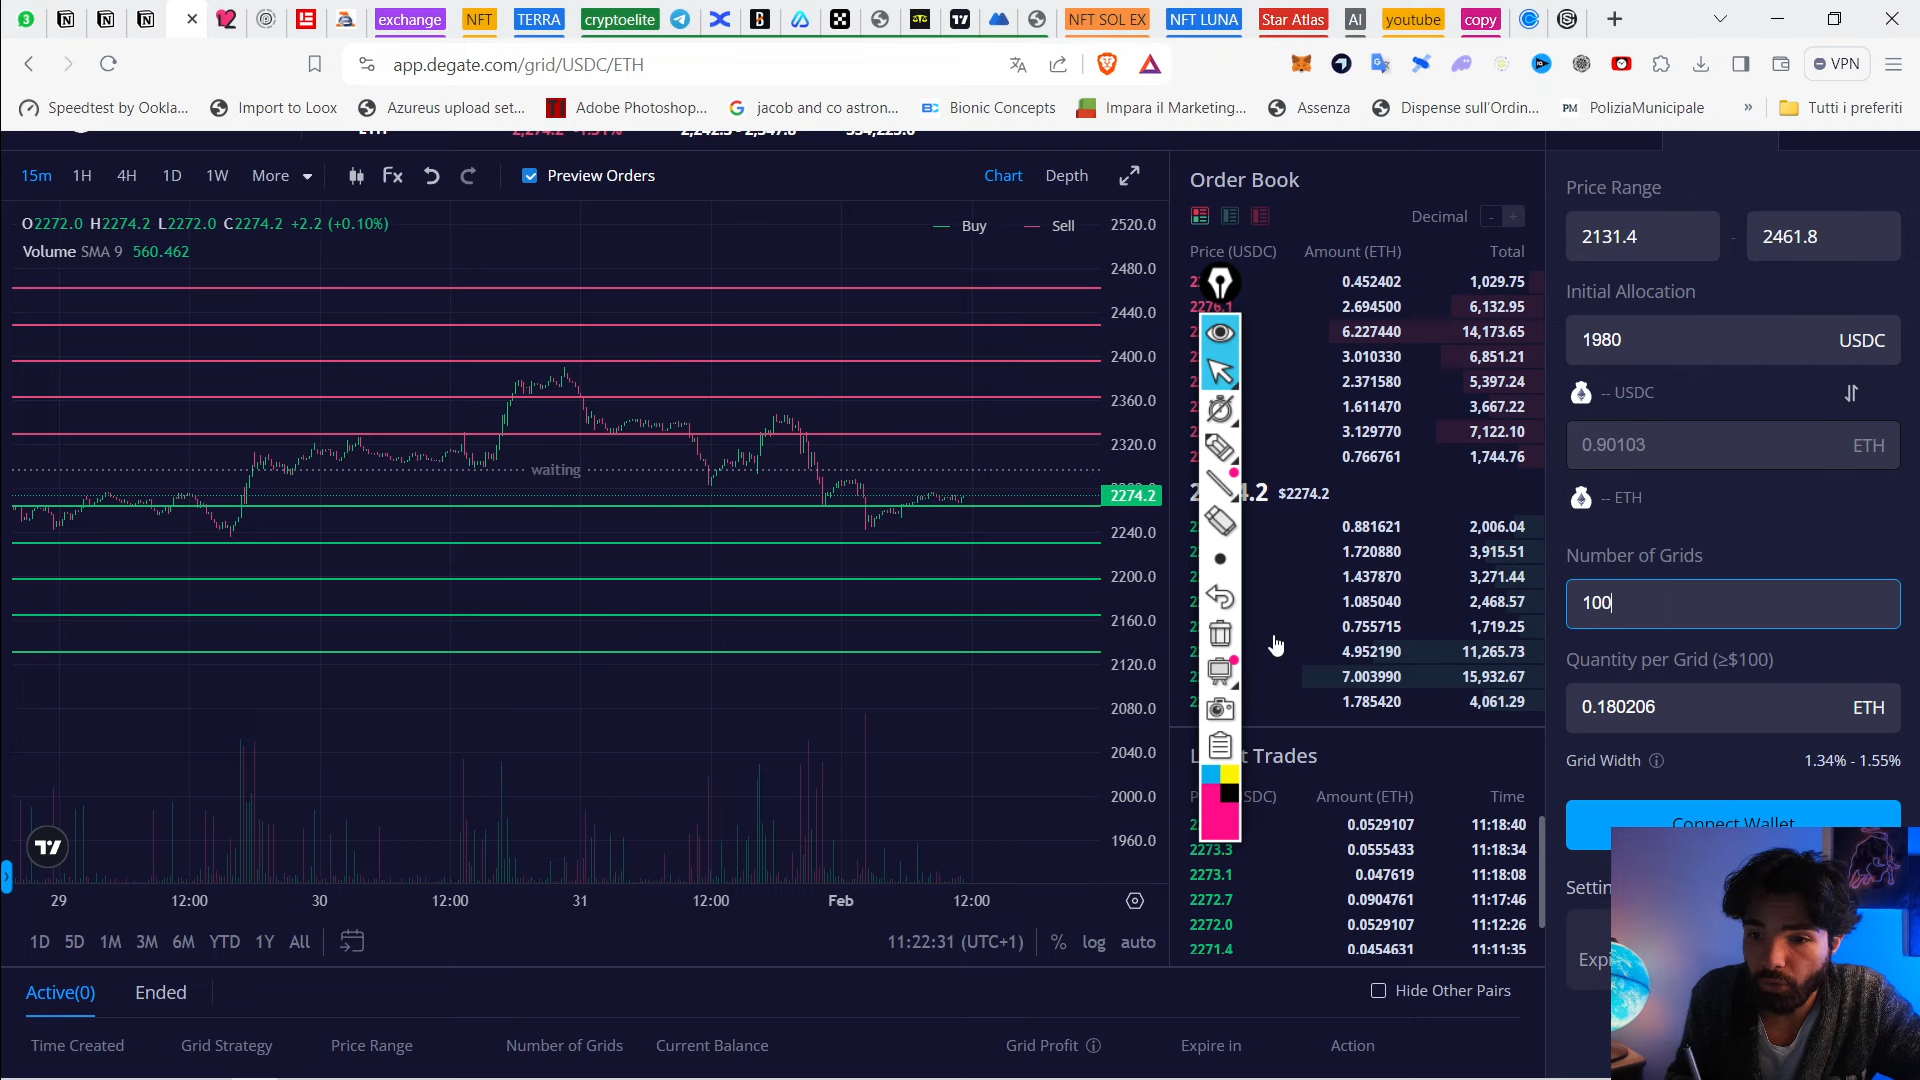 exchange NFT TERRA cryptoelite NFT SOL EX NFT LUNA Star Atlas AI youtube copy
app.degate.com/grid/USDC/ETH VPN
Speedtest by Ookla... Import to Loox Azureus upload set... Adobe Photoshop... jacob and co astron... Bionic Concepts Impara il Marketing... Assenza Dispense sull'Ordin... PM PoliziaMunicipale » Tutti i preferiti
15m 1H 4H 1D 1W More Fx Preview Orders Chart Depth
O2272.0 H2274.2 L2272.0 C2274.2 +2.2 (+0.10%)
Buy Sell
Volume SMA 9 560.462
2520.0
2480.0
2440.0
2400.0
2360.0
2320.0
waiting
2274.2
2240.0
2200.0
2160.0
2120.0
2080.0
2040.0
2000.0
1960.0
29 12:00 30 12:00 31 12:00 Feb 12:00
1D 5D 1M 3M 6M YTD 1Y All 11:22:31 (UTC+1) % log auto
Order Book
Decimal - +
Price (USDC) Amount (ETH) Total
0.452402 1,029.75
2276.1 2.694500 6,132.95
6.227440 14,173.65
3.010330 6,851.21
2.371580 5,397.24
1.611470 3,667.22
3.129770 7,122.10
0.766761 1,744.76
$2274.2
0.881621 2,006.04
1.720880 3,915.51
1.437870 3,271.44
1.085040 2,468.57
0.755715 1,719.25
4.952190 11,265.73
7.003990 15,932.67
1.785420 4,061.29
Trades
Amount (ETH) Time
0.0529107 11:18:40
2273.3 0.0555433 11:18:34
2273.1 0.047619 11:18:08
2272.7 0.0904761 11:17:46
2272.0 0.0529107 11:12:26
2271.4 0.0454631 11:11:35
Price Range
2131.4 - 2461.8
Initial Allocation
1980 USDC
-- USDC
0.90103 ETH
-- ETH
Number of Grids
100
Quantity per Grid (≥$100)
0.180206 ETH
Grid Width 1.34% - 1.55%
Connect Wallet
Active(0) Ended Hide Other Pairs
Time Created Grid Strategy Price Range Number of Grids Current Balance Grid Profit Expire in Action